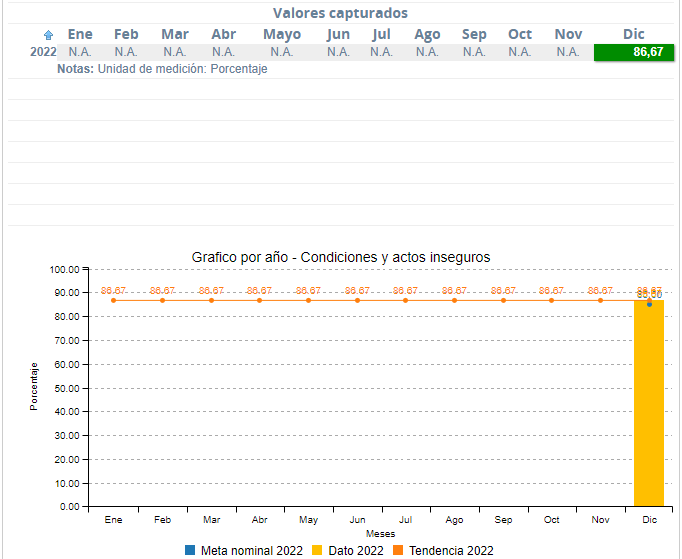 Valores capturados
Ene Feb Mar Abr Mayo Jun Jul Ago Sep Oct Nov Dic
2022 N.A. N.A. N.A. N.A. N.A. N.A. N.A. N.A. N.A. N.A. N.A. 86,67
Notas: Unidad de medición: Porcentaje
Grafico por año - Condiciones y actos inseguros
100.00
90.00
80.00
70.00
60.00
50.00
40.00
30.00
20.00
10.00
0.00
Porcentaje
86,67 86,67 86,67 86,67 86,67 86,67 86,67 86,67 86,67 86,67 86,67 86,67
Ene Feb Mar Abr May Jun Jul Ago Sep Oct Nov Dic
Meses
Meta nominal 2022 Dato 2022 Tendencia 2022